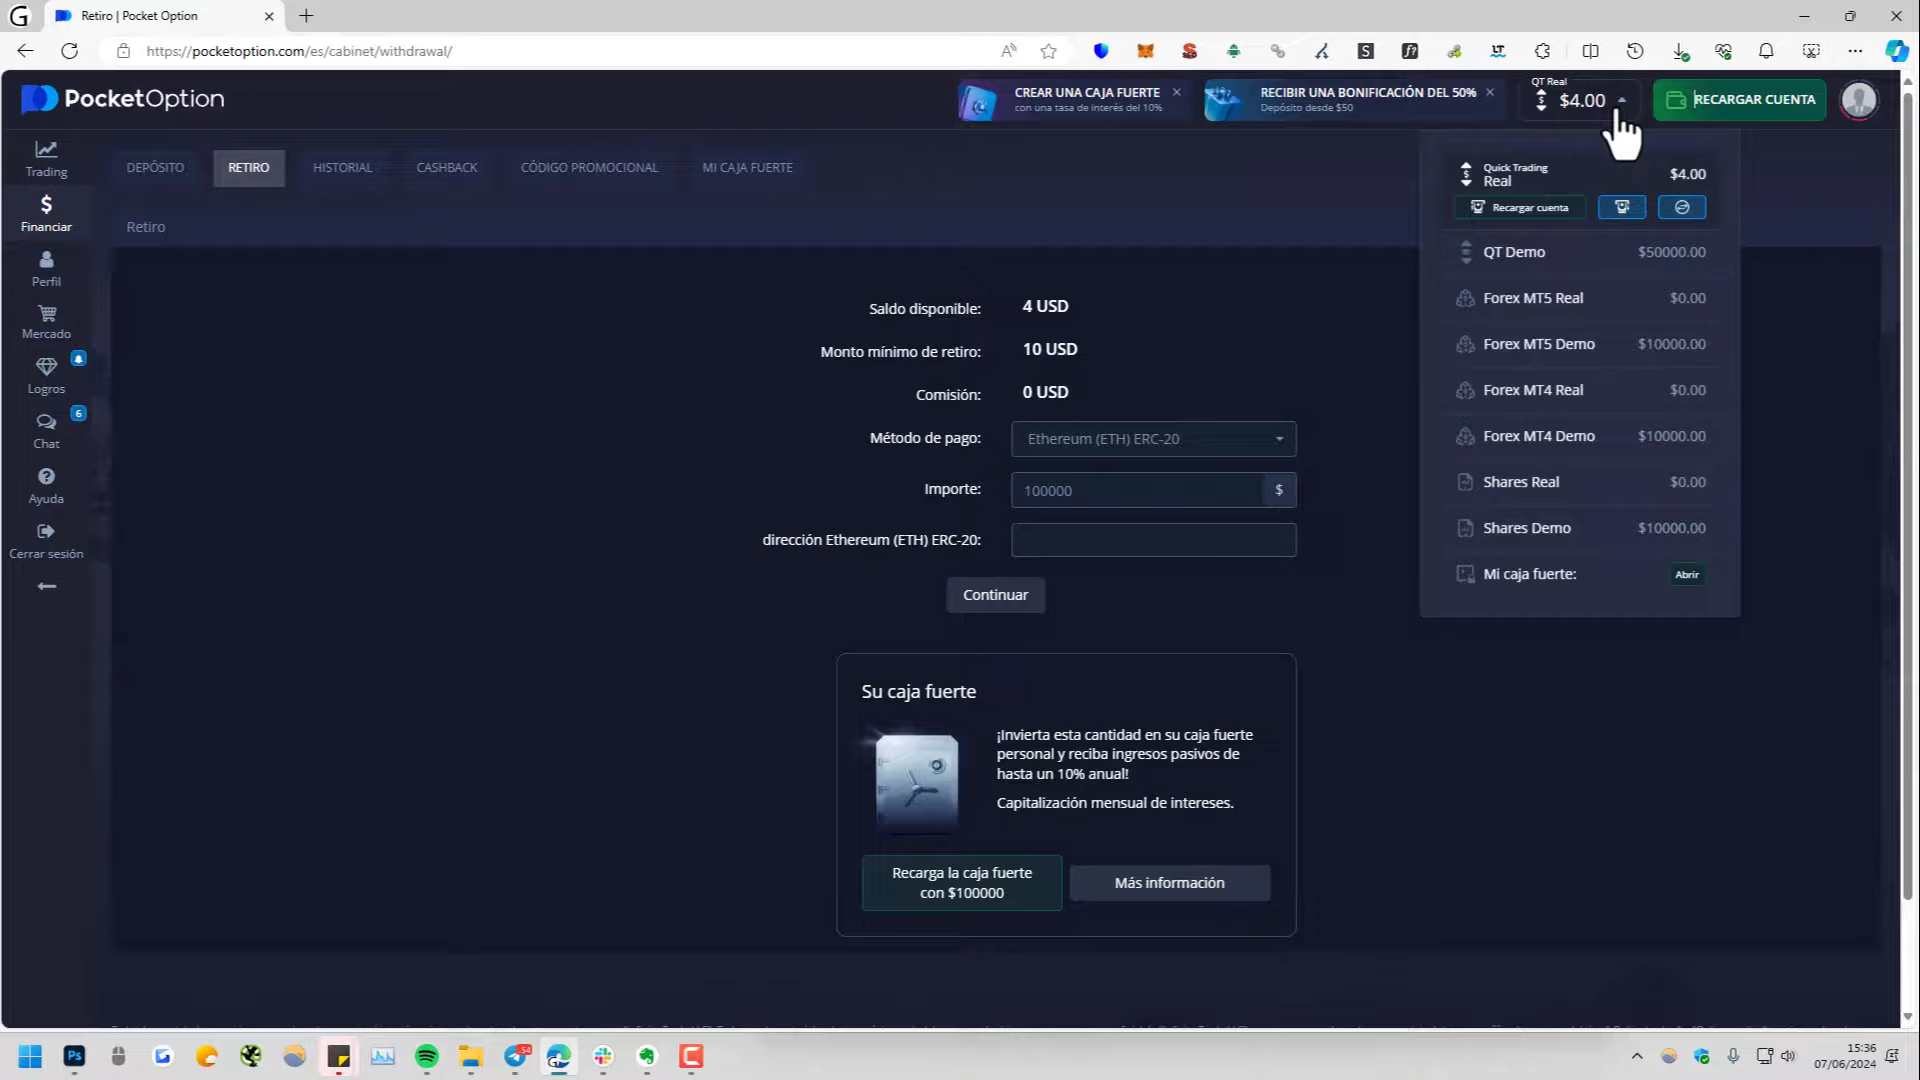 Retiro | Pocket Option
https://pocketoption.com/es/cabinet/withdrawal/
PocketOption
CREAR UNA CAJA FUERTE
con una tasa de interés del 10%
RECIBIR UNA BONIFICACIÓN DEL 50%
Depósito desde $50
QT Real
$4.00
RECARGAR CUENTA
Trading
Financiar
Perfil
Mercado
Logros
6
Chat
Ayuda
Cerrar sesión
DEPÓSITO
RETIRO
HISTORIAL
CASHBACK
CÓDIGO PROMOCIONAL
MI CAJA FUERTE
Retiro
Saldo disponible: 4 USD
Monto mínimo de retiro: 10 USD
Comisión: 0 USD
Método de pago: Ethereum (ETH) ERC-20
Importe: 100000 $
dirección Ethereum (ETH) ERC-20:
Continuar
Su caja fuerte
¡Invierta esta cantidad en su caja fuerte
personal y reciba ingresos pasivos de
hasta un 10% anual!
Capitalización mensual de intereses.
Recarga la caja fuerte
con $100000
Más información
Quick Trading
Real
$4.00
Recargar cuenta
QT Demo $50000.00
Forex MT5 Real $0.00
Forex MT5 Demo $10000.00
Forex MT4 Real $0.00
Forex MT4 Demo $10000.00
Shares Real $0.00
Shares Demo $10000.00
Mi caja fuerte: Abrir
Ps
54
15:36
07/06/2024